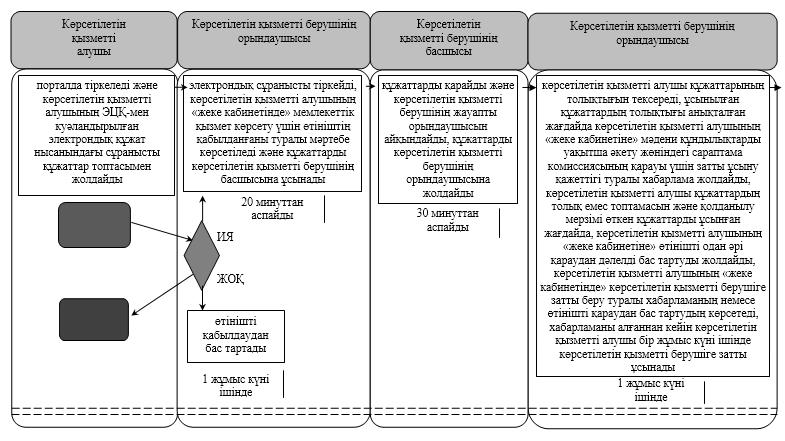 Көрсетілетін
қызметті
алушы
порталда тіркеледі және
көрсетілетін қызметті
алушының ЭЦҚ-мен
куәландырылған
электрондық құжат
нысанындағы сұранысты
құжаттар топтасымен
жолдайды
Көрсетілетін қызметті берушінің
орындаушысы
электрондық сұранысты тіркейді,
көрсетілетін қызметті алушының
«жеке кабинетінде» мемлекеттік
қызмет көрсету үшін өтініштің
қабылданғаны туралы мәртебе
көрсетіледі және құжаттарды
көрсетілетін қызметті берушінің
басшысына ұсынады
20 минуттан
аспайды
ИЯ
ЖОҚ
өтінішті
қабылдаудан
бас тартады
1 жұмыс күні
ішінде
Көрсетілетін
қызметті берушінің
басшысы
құжаттарды қарайды және
көрсетілетін қызметті
берушінің жауапты
орындаушысын
айқындайды, құжаттарды
көрсетілетін қызметті
берушінің
орындаушысына
жолдайды
30 минуттан
аспайды
Көрсетілетін қызметті берушінің
орындаушысы
көрсетілетін қызметті алушы құжаттарының
толықтығын тексереді, ұсынылған
құжаттардың толықтығы анықталған
жағдайда көрсетілетін қызметті алушының
«жеке кабинетіне» мәдени құндылықтарды
уақытша әкету жөніндегі сараптама
комиссиясының қарауы үшін затты ұсыну
қажеттігі туралы хабарлама жолдайды,
көрсетілетін қызметті алушы құжаттардың
толық емес топтамасын және қолданылу
мерзімі өткен құжаттарды ұсынған
жағдайда, көрсетілетін қызметті алушының
«жеке кабинетіне» өтінішті одан әрі
қараудан дәлелді бас тартуды жолдайды,
көрсетілетін қызметті алушының «жеке
кабинетінде» көрсетілетін қызметті берушіге
затты беру туралы хабарламаның немесе
өтінішті қараудан бас тартудың көрсетеді,
хабарламаны алғаннан кейін көрсетілетін
қызметті алушы бір жұмыс күні ішінде
көрсетілетін қызметті берушіге затты
ұсынады
1 жұмыс күні
ішінде